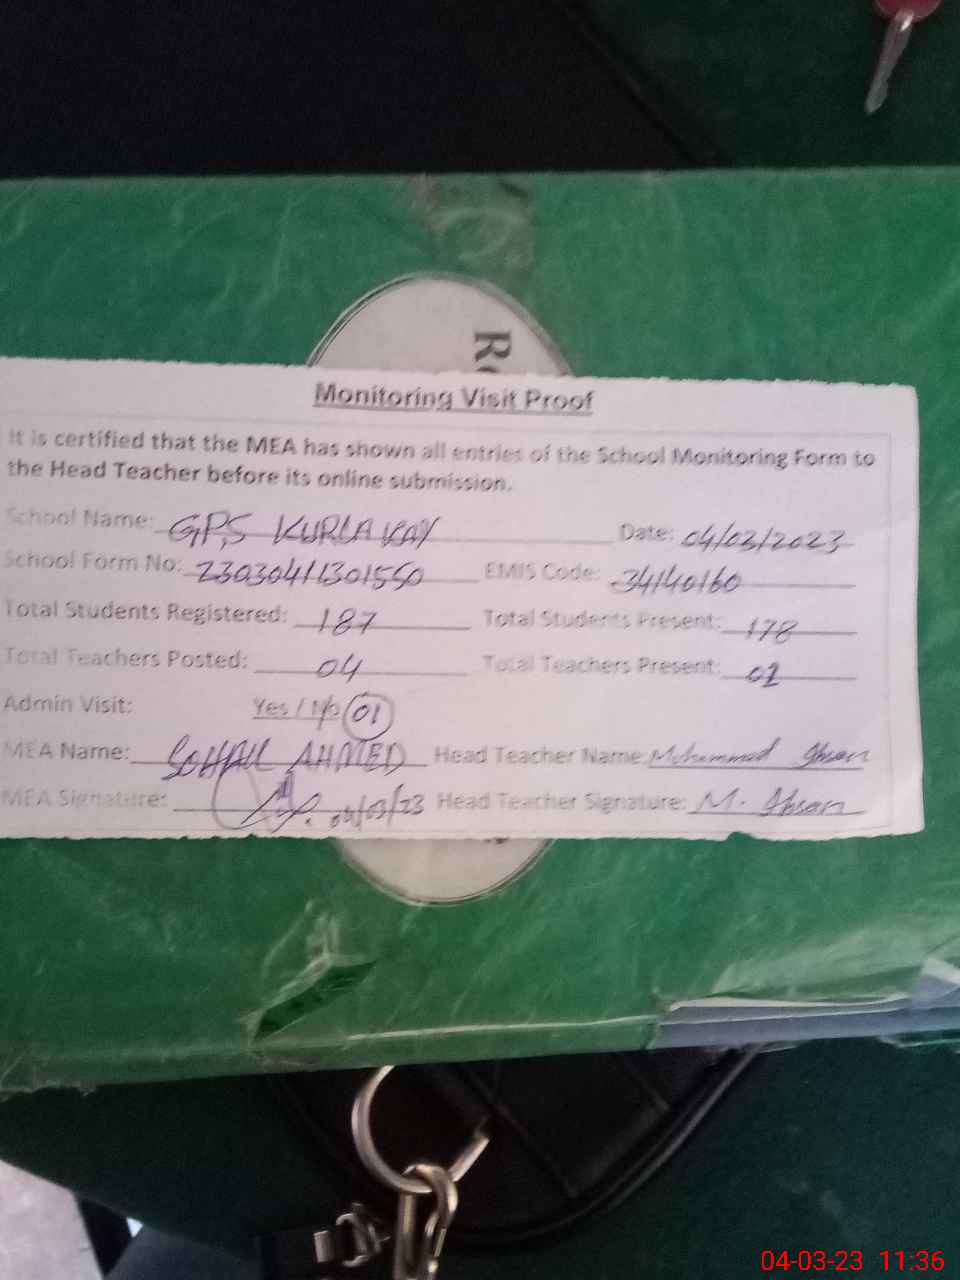 Re
Monitoring Visit Proof
It is certified that the MEA has shown all entries of the School Monitoring Form to
the Head Teacher before its online submission.
School Name: GPS KURLA KAY Date: 04/03/2023
School Form No: 23030411301550 EMIS Code: 34140160
Total Students Registered: 187 Total Students Present: 178
Total Teachers Posted: 04 Total Teachers Present:
Admin Visit: Yes / No 01
MEA Name: SOHAIL AHMED Head Teacher Name: Mohammad Ihsan
MEA Signature: 04/03/23 Head Teacher Signature: M. Ihsan
04-03-23 11:36